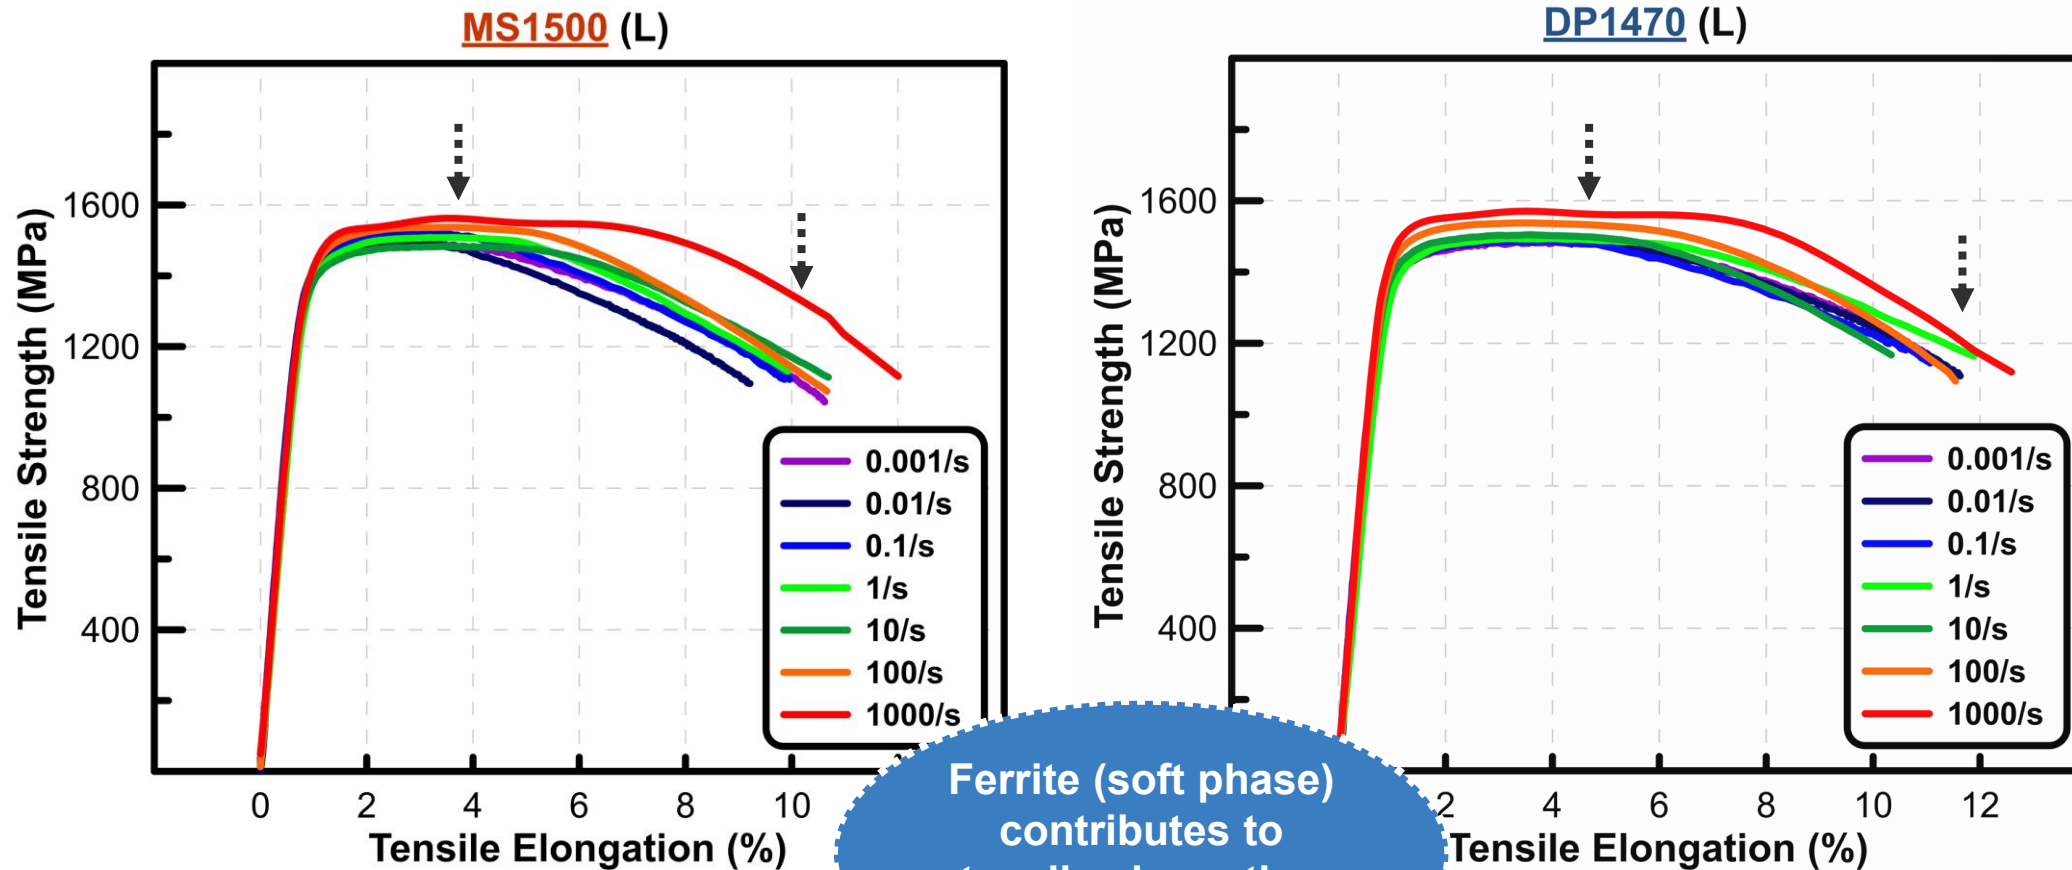 MS1500 (L)
Tensile Strength (MPa)
1600
1200
800
400
0.001/s
0.01/s
0.1/s
1/s
10/s
100/s
1000/s
0 2 4 6 8 10
Tensile Elongation (%)
DP1470 (L)
Tensile Strength (MPa)
1600
1200
800
400
0.001/s
0.01/s
0.1/s
1/s
10/s
100/s
1000/s
2 4 6 8 10 12
Tensile Elongation (%)
Ferrite (soft phase)
contributes to